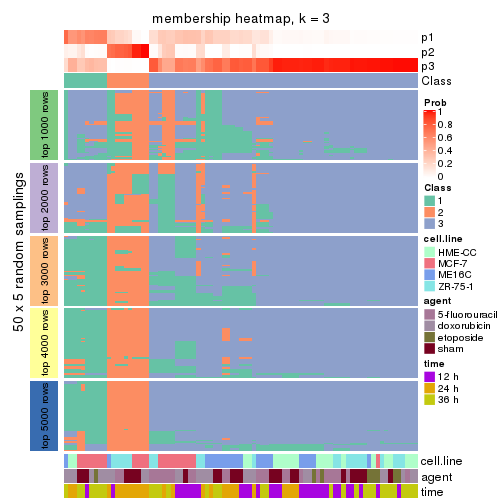 membership heatmap, k = 3
p1
p2
p3
Class
50 x 5 random samplings
top 1000 rows
top 2000 rows
top 3000 rows
top 4000 rows
top 5000 rows
cell.line
agent
time
Prob
1
0.8
0.6
0.4
0.2
0
Class
1
2
3
cell.line
HME-CC
MCF-7
ME16C
ZR-75-1
agent
5-fluorouracil
doxorubicin
etoposide
sham
time
12 h
24 h
36 h